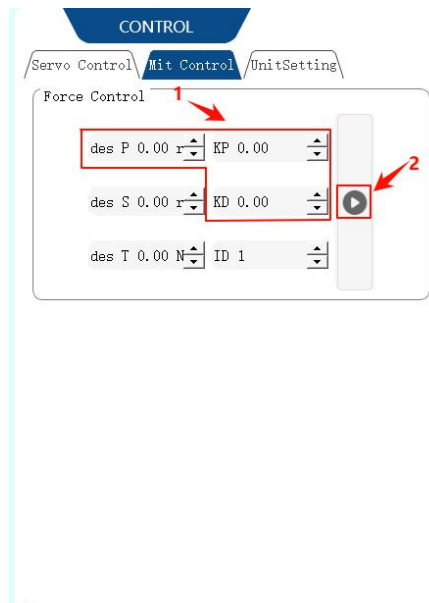 CONTROL
Servo Control Mit Control UnitSetting
Force Control 1
des P 0.00 r KP 0.00
2
des S 0.00 r KD 0.00
des T 0.00 N ID 1